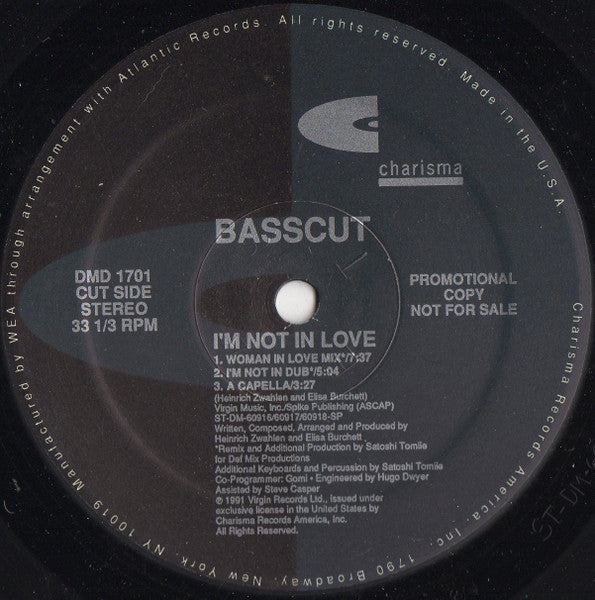 Manufactured by WEA through arrangement with Atlantic Records. All rights reserved. Made in the U.S.A.
charisma
BASSCUT
DMD 1701
CUT SIDE
STEREO
33 1/3 RPM
PROMOTIONAL
COPY
NOT FOR SALE
I'M NOT IN LOVE
1. WOMAN IN LOVE MIX*/7:37
2. I'M NOT IN DUB*/5:04
3. A CAPELLA/3:27
(Heinrich Zwahlen and Elisa Burchett)
Virgin Music, Inc./Spike Publishing (ASCAP)
ST-DM-60916/60917/60918-SP
Written, Composed, Arranged and Produced by
Heinrich Zwahlen and Elisa Burchett
*Remix and Additional Production by Satoshi Tomiie
for Def Mix Productions
Additional Keyboards and Percussion by Satoshi Tomiie
Co-Programmer: Gomi • Engineered by Hugo Dwyer
Assisted by Steve Casper
℗ 1991 Virgin Records Ltd., issued under
exclusive license in the United States by
Charisma Records America, Inc.
All Rights Reserved.
Charisma Records America, Inc. 1790 Broadway, New York, NY 10019